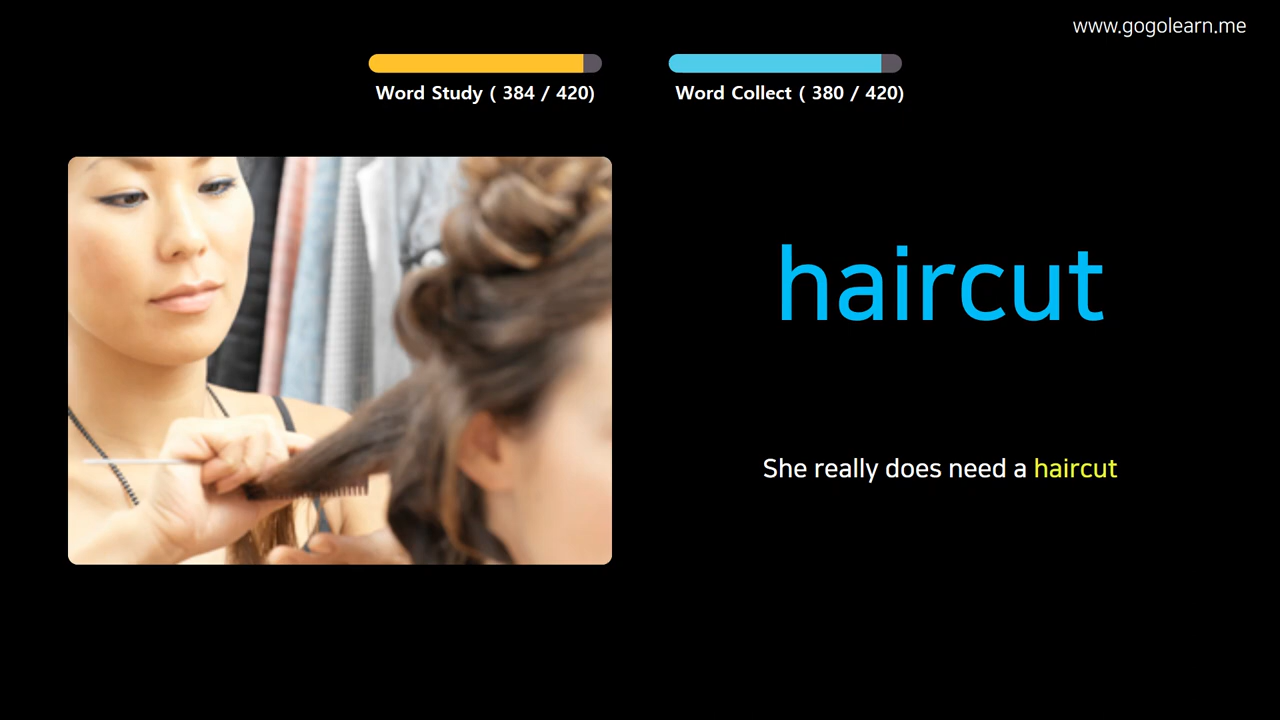 www.gogolearn.me
Word Study ( 384 / 420)
Word Collect ( 380 / 420)
haircut
She really does need a haircut